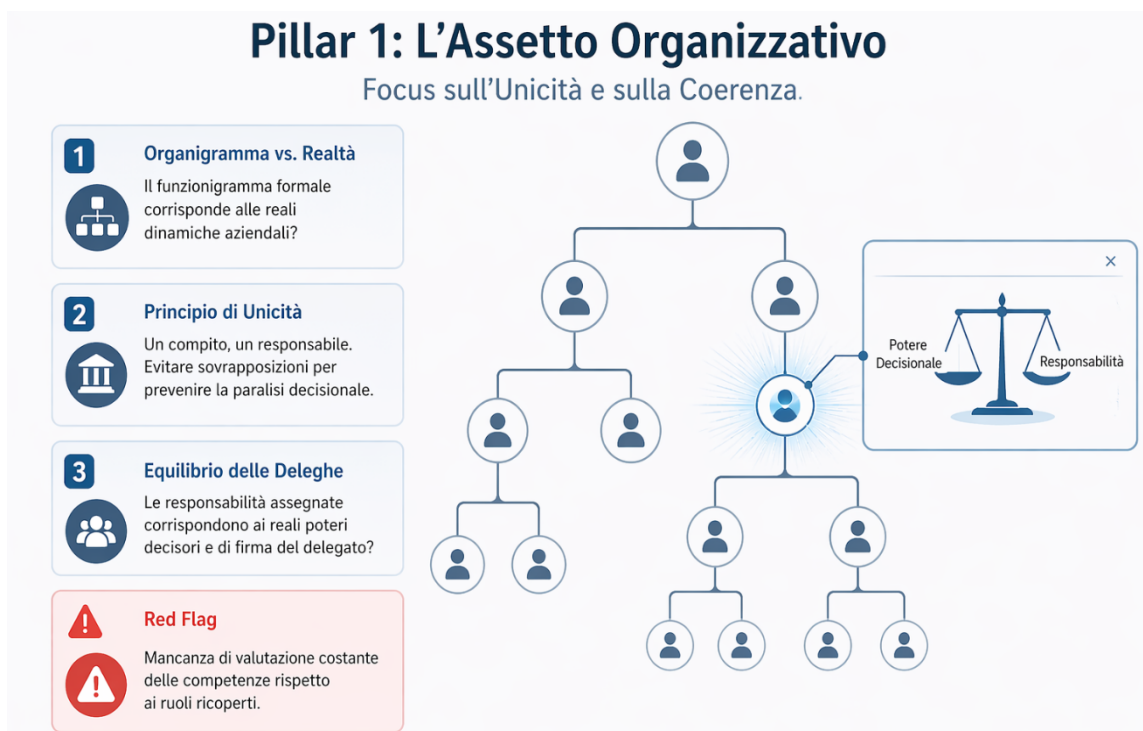 Pillar 1: L'Assetto Organizzativo
Focus sull'Unicità e sulla Coerenza.
1
Organigramma vs. Realtà
Il funzionigramma formale
corrisponde alle reali
dinamiche aziendali?
2
Principio di Unicità
Un compito, un responsabile.
Evitare sovrapposizioni per
prevenire la paralisi decisionale.
3
Equilibrio delle Deleghe
Le responsabilità assegnate
corrispondono ai reali poteri
decisori e di firma del delegato?
Red Flag
Mancanza di valutazione costante
delle competenze rispetto
ai ruoli ricoperti.
Potere
Decisionale
Responsabilità